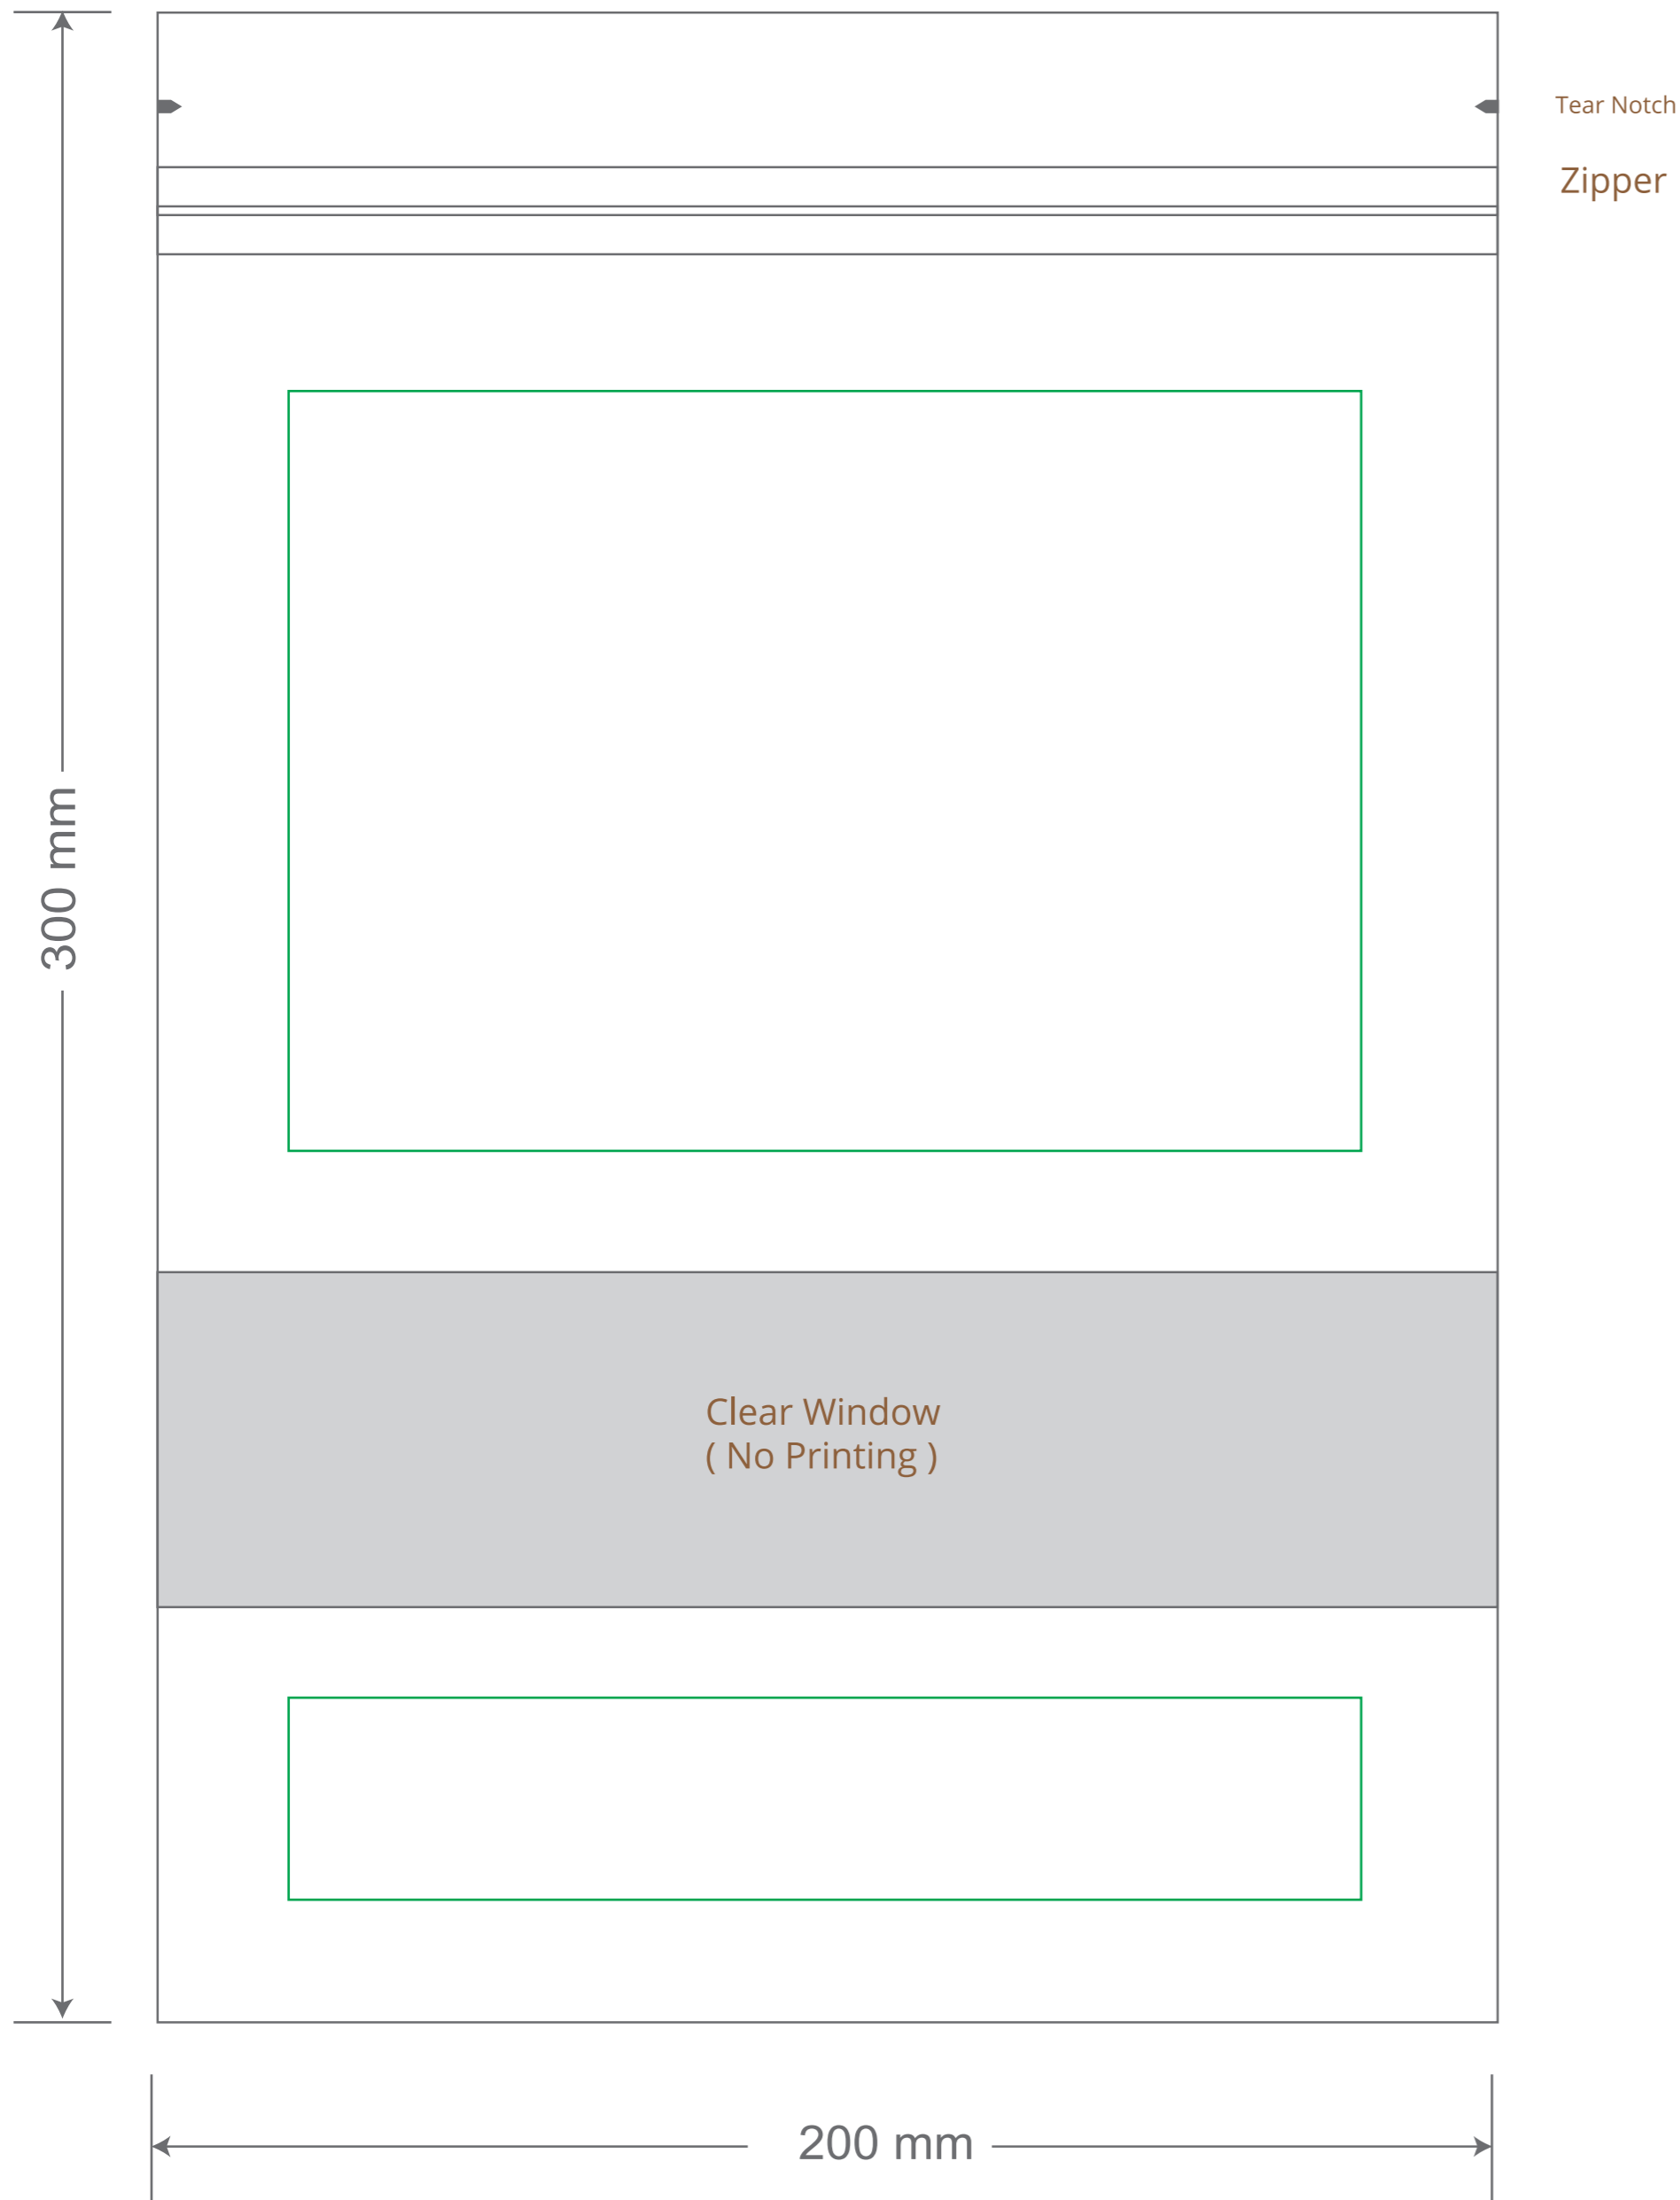 Tear Notch
Zipper
300 mm
Clear Window
( No Printing )
200 mm